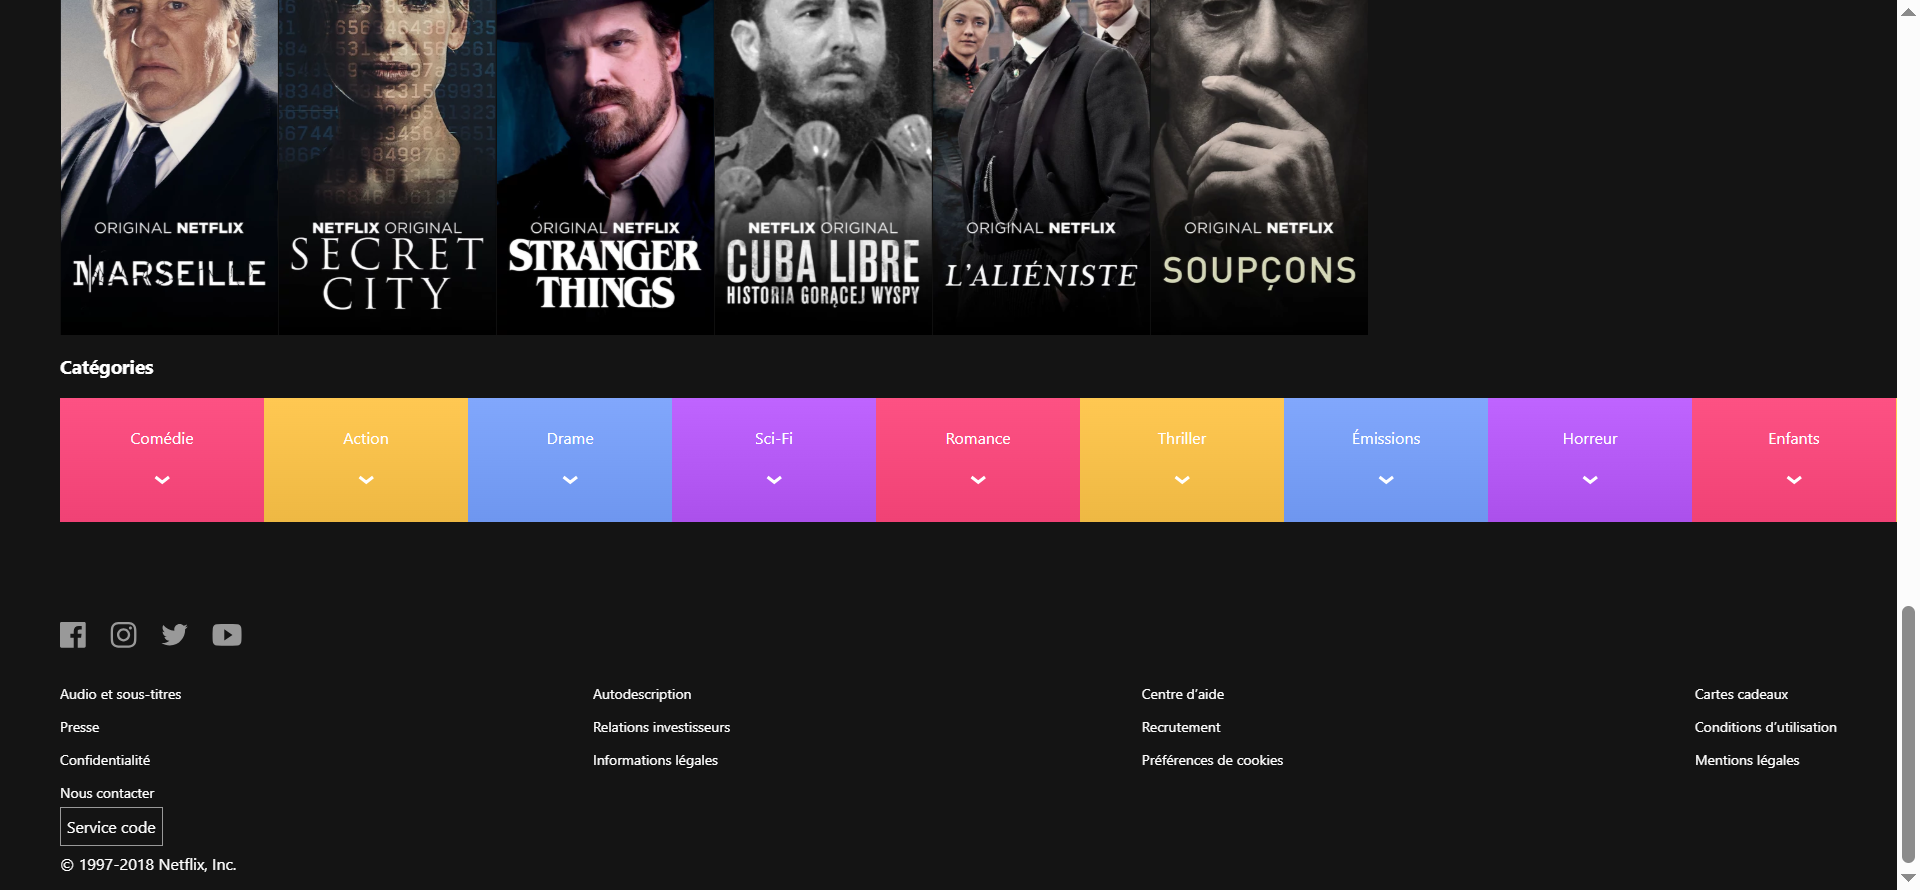 ORIGINAL NETFLIX
MARSEILLE
NETFLIX ORIGINAL
SECRET
CITY
ORIGINAL NETFLIX
STRANGER
THINGS
NETFLIX ORIGINAL
CUBA LIBRE
HISTORIA GORĄCEJ WYSPY
ORIGINAL NETFLIX
L'ALIÉNISTE
ORIGINAL NETFLIX
SOUPÇONS
Catégories
Comédie
Action
Drame
Sci-Fi
Romance
Thriller
Émissions
Horreur
Enfants
Audio et sous-titres
Presse
Confidentialité
Nous contacter
Autodescription
Relations investisseurs
Informations légales
Centre d’aide
Recrutement
Préférences de cookies
Cartes cadeaux
Conditions d’utilisation
Mentions légales
Service code
© 1997-2018 Netflix, Inc.